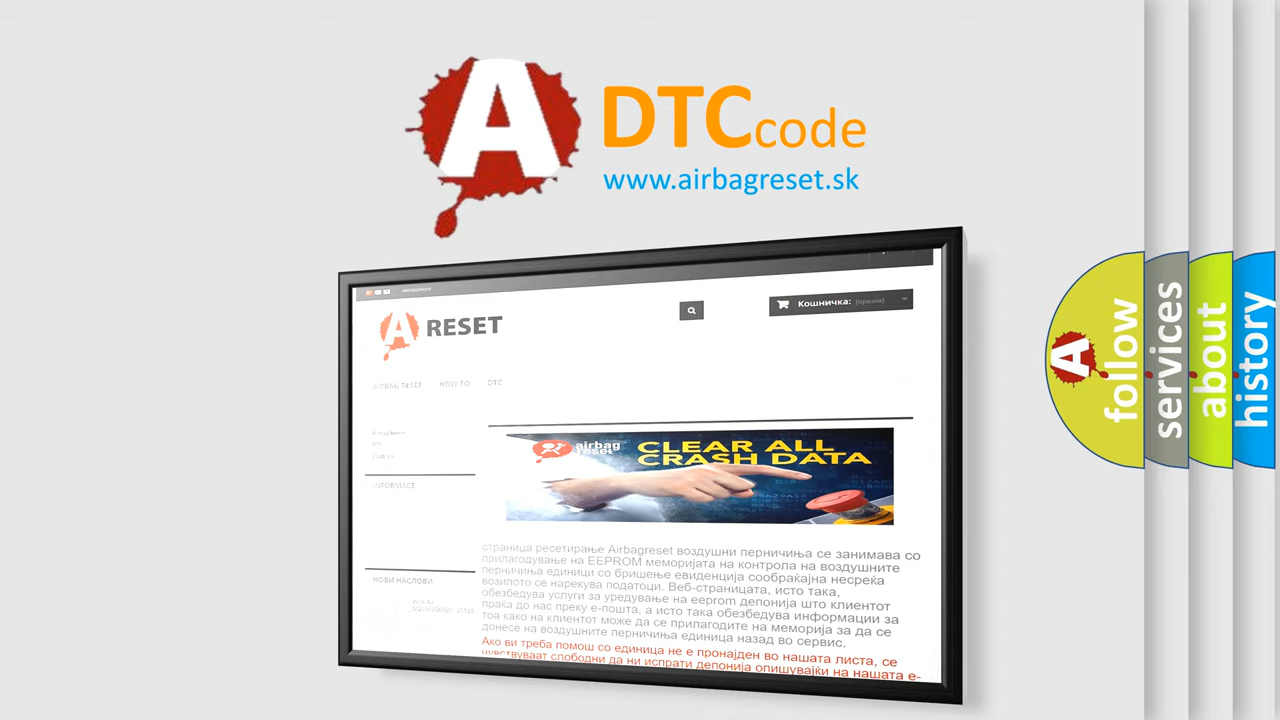 A
DTC code
www.airbagreset.sk
A RESET
Кошничка: (празни)
AIRBAG RESET HOW TO DTC
airbag
reset
CLEAR ALL
CRASH DATA
INFORMACE
НОВИ НАСЛОВИ
страница ресетирање Airbagreset воздушни перничиња се занимава со
прилагодување на EEPROM меморијата на контрола на воздушните
перничиња единици со бришење евиденција сообраќајна несреќа
возилото се нарекува податоци. Веб-страницата, исто така,
обезбедува услуги за уредување на eeprom депонија што клиентот
праќа до нас преку е-пошта, а исто така обезбедува информации за
тоа како на клиентот може да се прилагодите на меморија за да се
донесе на воздушните перничиња единица назад во сервис.
Ако ви треба помош со единица не е пронајден во нашата листа, се
чувствуваат слободни да ни испрати депонија опишувајќи на нашата е-
A
follow
services
about
history